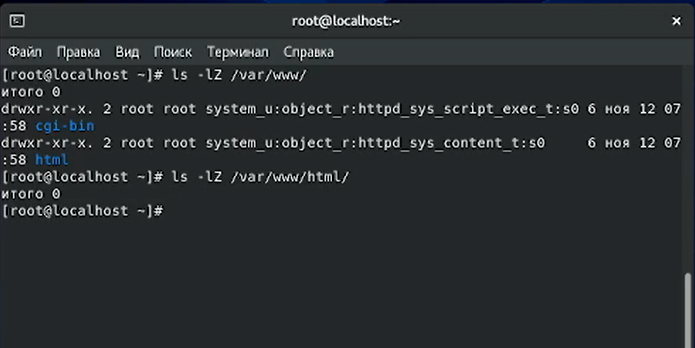 root@localhost:~
Файл Правка Вид Поиск Терминал Справка
[root@localhost ~]# ls -lZ /var/www/
итого 0
drwxr-xr-x. 2 root root system_u:object_r:httpd_sys_script_exec_t:s0 6 ноя 12 07
:58 cgi-bin
drwxr-xr-x. 2 root root system_u:object_r:httpd_sys_content_t:s0     6 ноя 12 07
:58 html
[root@localhost ~]# ls -lZ /var/www/html/
итого 0
[root@localhost ~]#